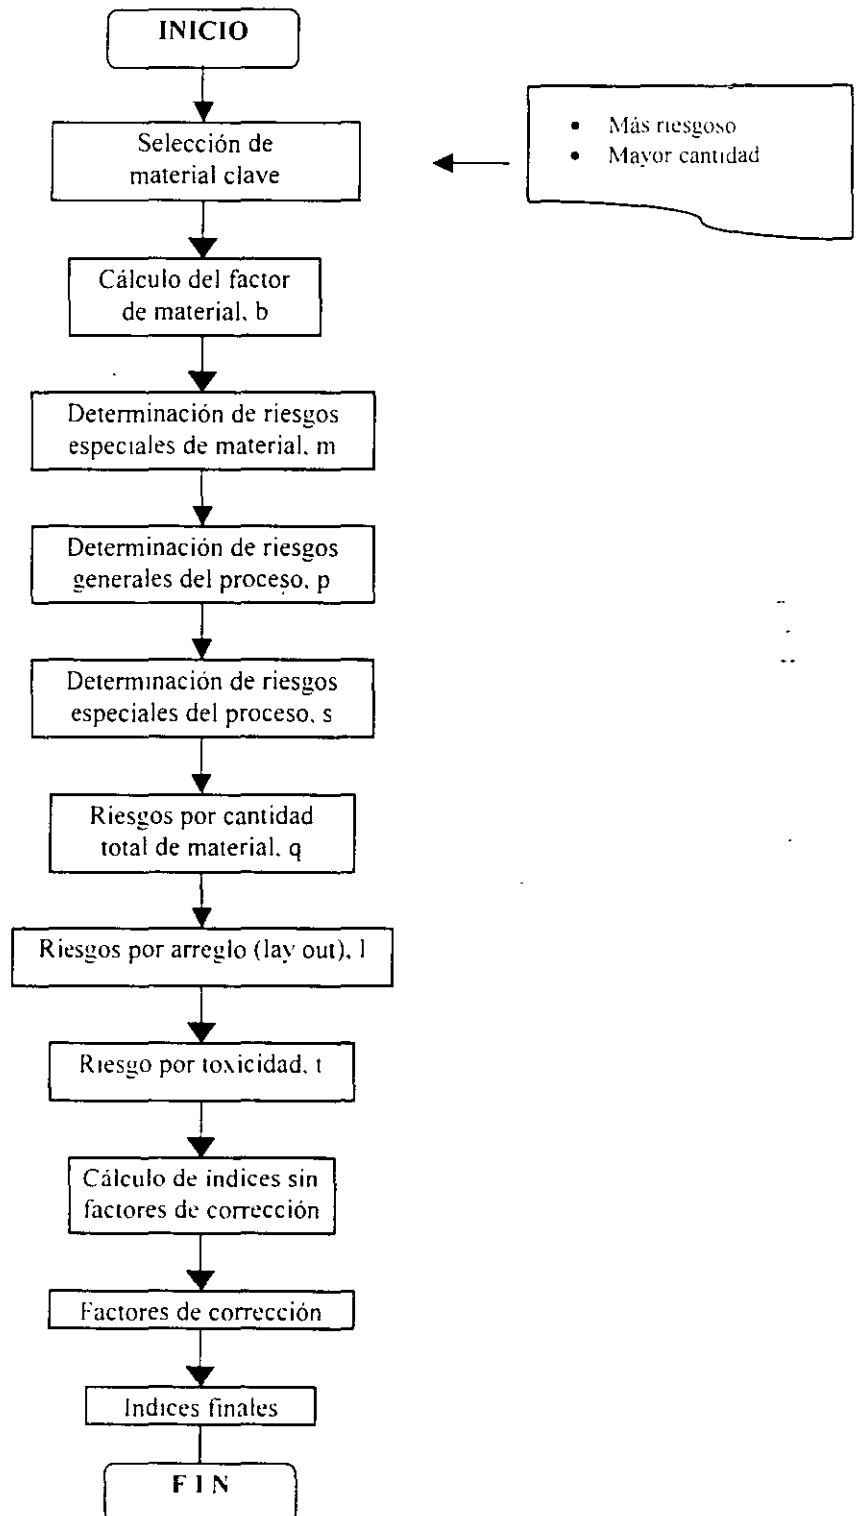 INICIO
Selección de
material clave
• Más riesgoso
• Mayor cantidad
Cálculo del factor
de material, b
Determinación de riesgos
especiales de material, m
Determinación de riesgos
generales del proceso, p
Determinación de riesgos
especiales del proceso, s
Riesgos por cantidad
total de material, q
Riesgos por arreglo (lay out), l
Riesgo por toxicidad, t
Cálculo de indices sin
factores de corrección
Factores de corrección
Indices finales
F I N